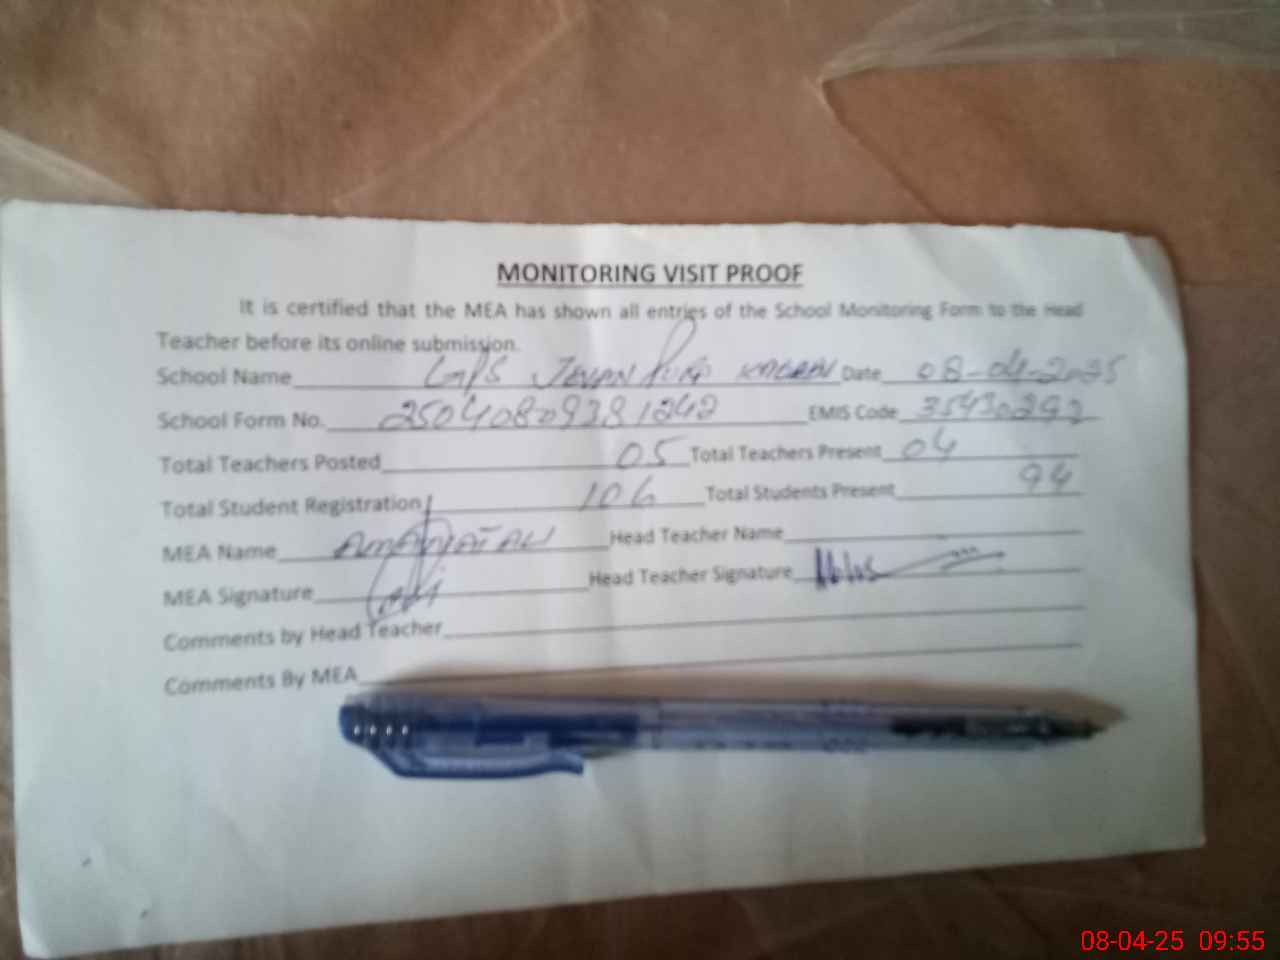 MONITORING VISIT PROOF
It is certified that the MEA has shown all entries of the School Monitoring Form to the Head
Teacher before its online submission.
School Name GPS JEVAN PURA Date 08-04-2025
School Form No. 25040809381242 EMIS Code 35430292
Total Teachers Posted 05 Total Teachers Present 04
Total Student Registration 106 Total Students Present 94
MEA Name Head Teacher Name
MEA Signature Head Teacher Signature
Comments by Head Teacher
Comments By MEA
08-04-25 09:55